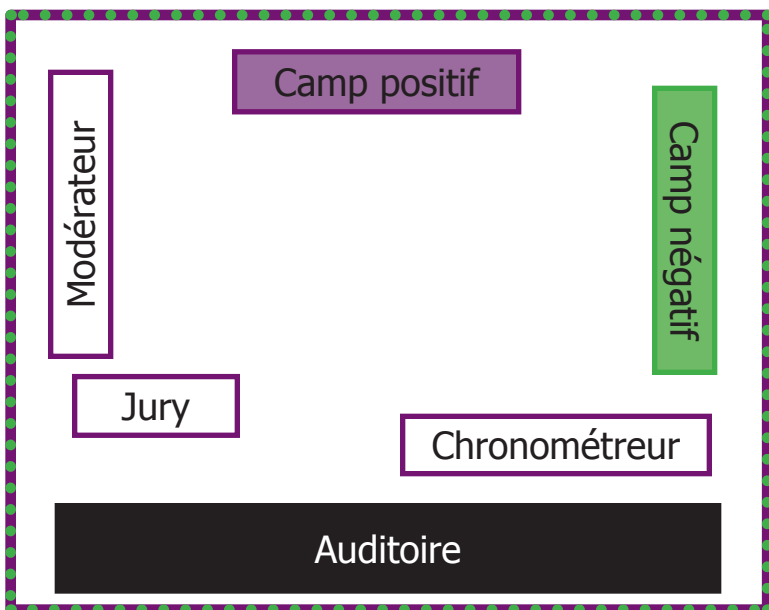 Camp positif
Modérateur
Camp négatif
Jury
Chronométreur
Auditoire